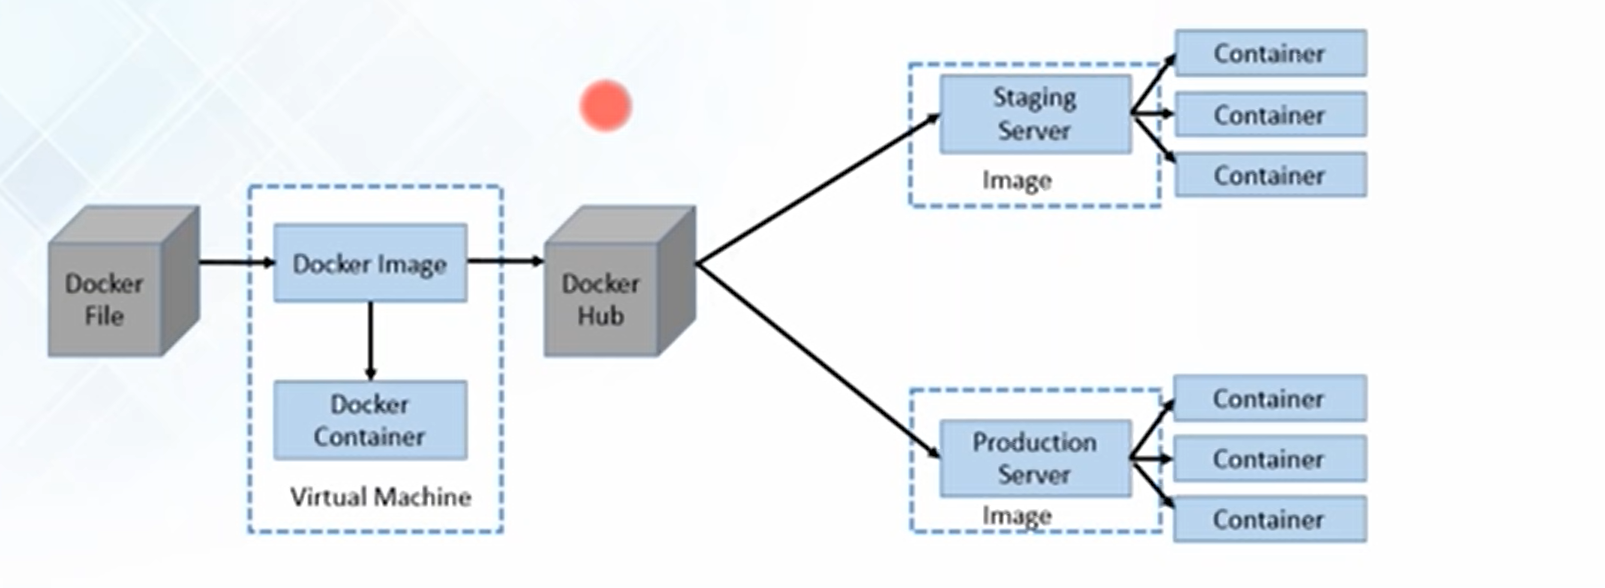 Docker
File
Docker Image
Docker
Container
Virtual Machine
Docker
Hub
Staging
Server
Image
Container
Container
Container
Production
Server
Image
Container
Container
Container